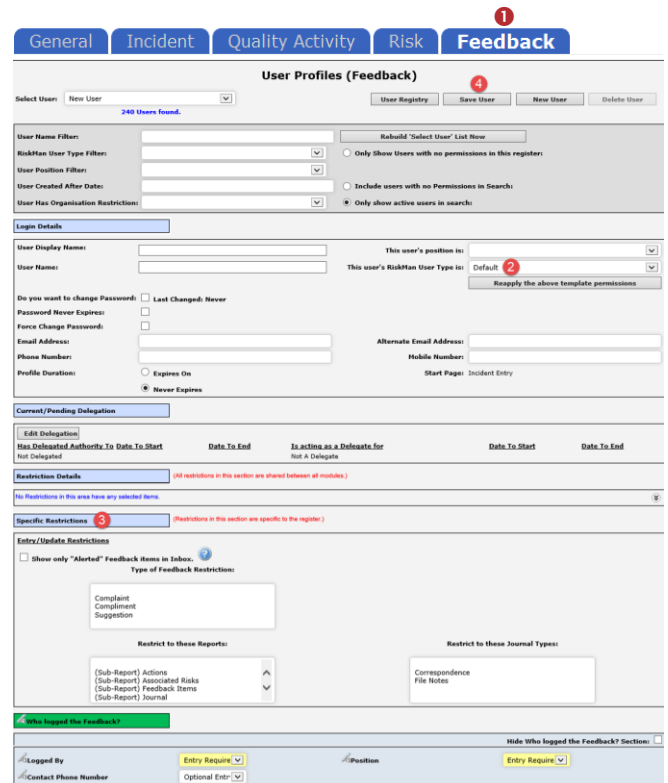 1
General Incident Quality Activity Risk Feedback
User Profiles (Feedback)
4
Select User: New User User Registry Save User New User Delete User
240 Users found.
User Name Filter: Rebuild 'Select User' List Now
RiskMan User Type Filter: Only Show Users with no permissions in this register:
User Position Filter:
User Created After Date: Include users with no Permissions in Search:
User Has Organisation Restriction: Only show active users in search:
Login Details
User Display Name: This user's position is:
User Name: This user's RiskMan User Type is: Default 2
Reapply the above template permissions
Do you want to change Password: Last Changed: Never
Password Never Expires:
Force Change Password:
Email Address: Alternate Email Address:
Phone Number: Mobile Number:
Profile Duration: Expires On Start Page: Incident Entry
Never Expires
Current/Pending Delegation
Edit Delegation
Has Delegated Authority To Date To Start Date To End Is acting as a Delegate for Date To Start Date To End
Not Delegated Not A Delegate
Restriction Details (All restrictions in this section are shared between all modules.)
No Restrictions in this area have any selected items.
Specific Restrictions 3 (Restrictions in this section are specific to the register.)
Entry/Update Restrictions
Show only "Alerted" Feedback items in Inbox. ?
Type of Feedback Restriction:
Complaint
Compliment
Suggestion
Restrict to these Reports: Restrict to these Journal Types:
(Sub-Report) Actions Correspondence
(Sub-Report) Associated Risks File Notes
(Sub-Report) Feedback Items
(Sub-Report) Journal
Who logged the Feedback?
Hide Who logged the Feedback? Section:
Logged By Entry Require Position Entry Require
Contact Phone Number Optional Entr